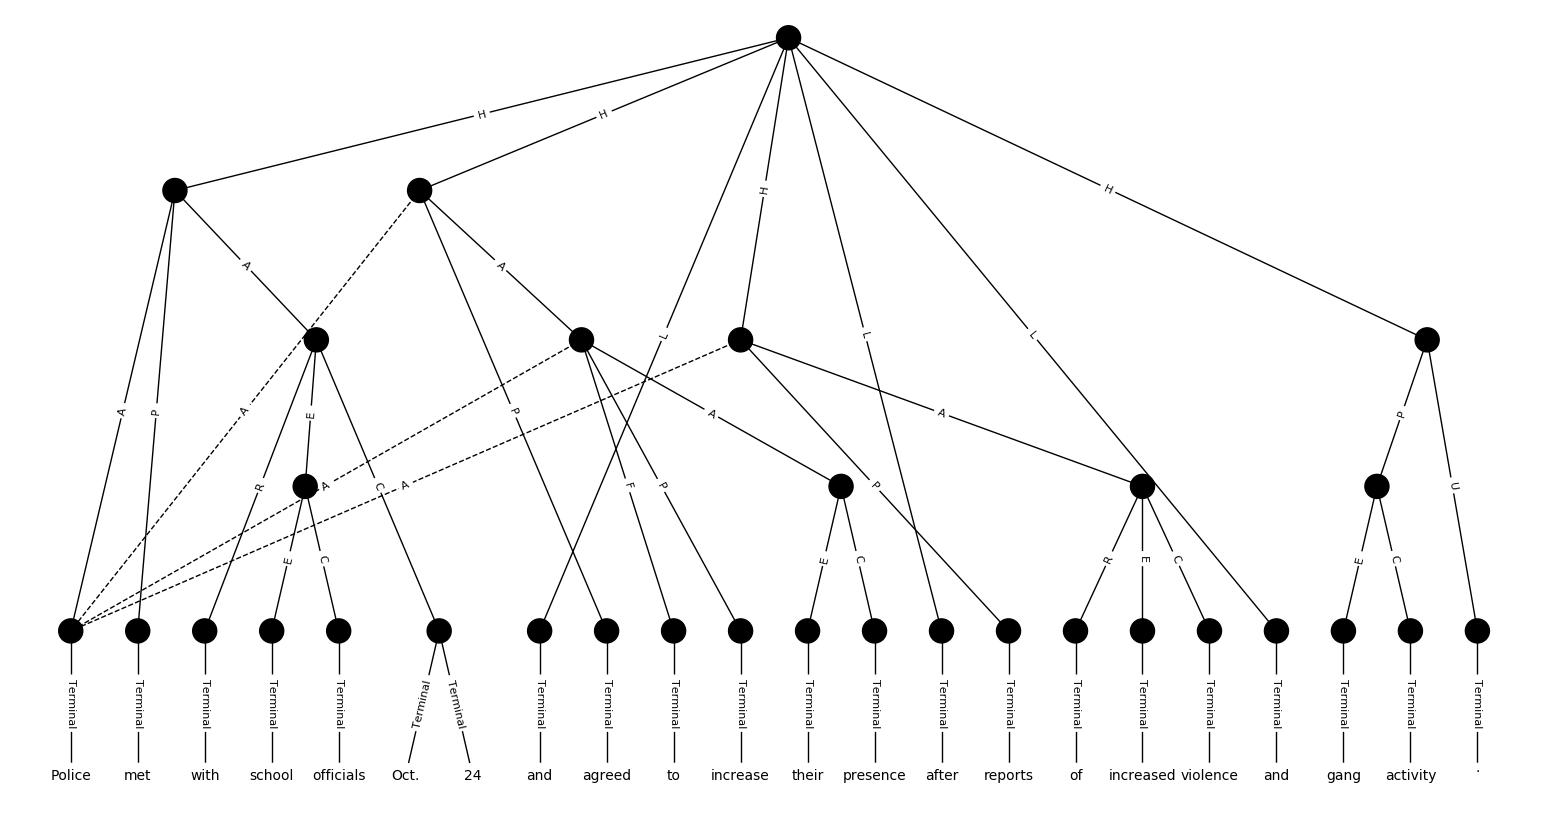 H H
H H
L L L
A A
A P A P R E C A A F P A A P P U
E C E C R E C E C
Terminal Terminal Terminal Terminal Terminal Terminal Terminal Terminal Terminal Terminal Terminal Terminal Terminal Terminal Terminal Terminal Terminal Terminal Terminal Terminal Terminal Terminal
Police met with school officials Oct. 24 and agreed to increase their presence after reports of increased violence and gang activity .